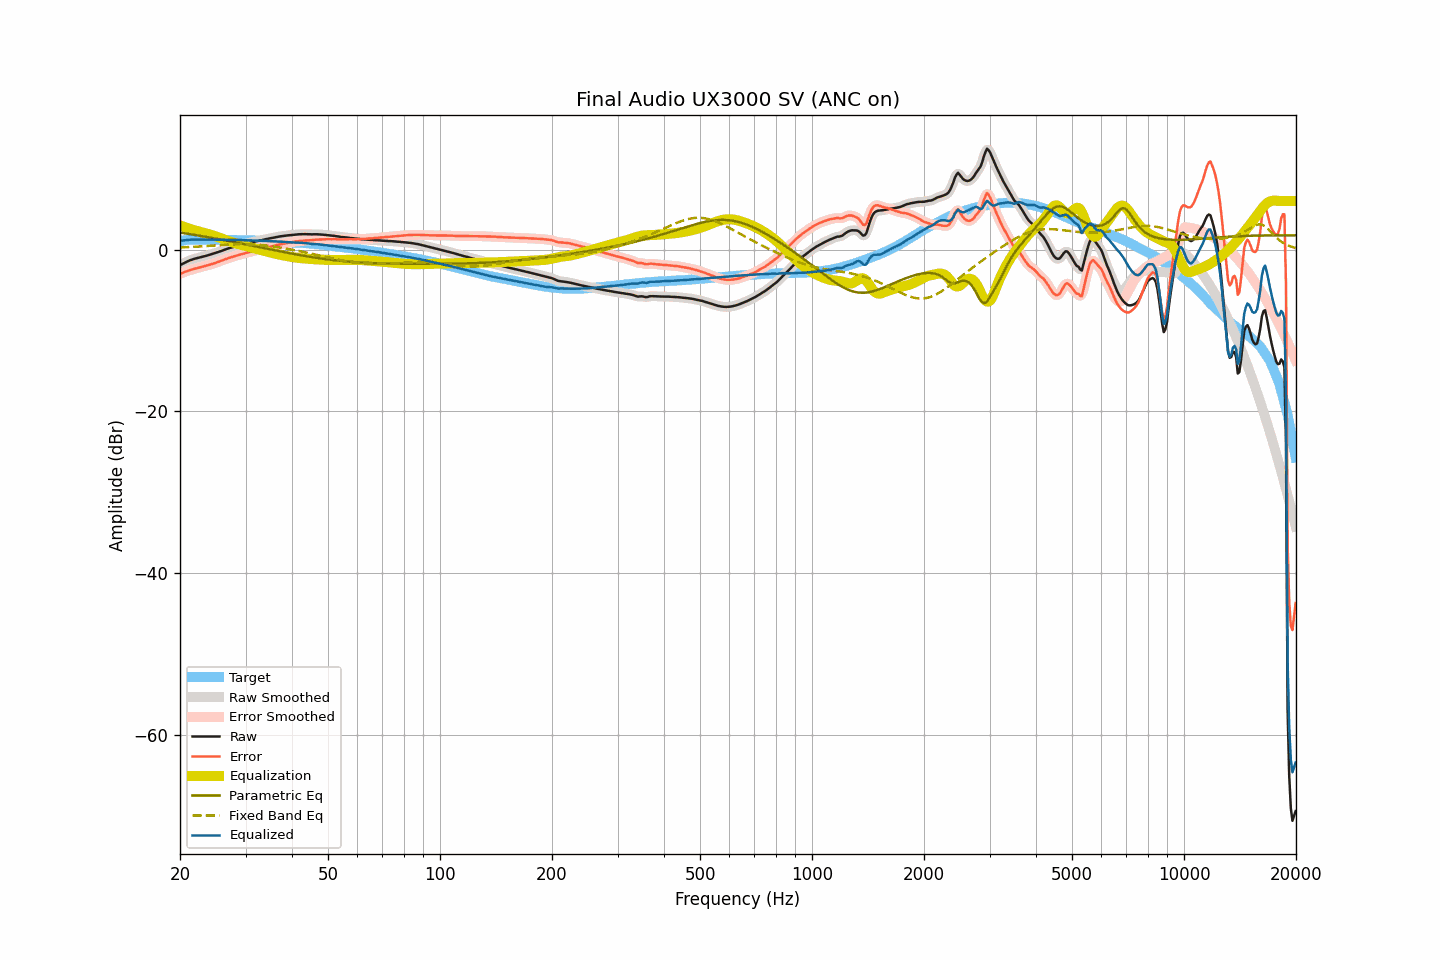 Final Audio UX3000 SV (ANC on)
Amplitude (dBr)
0
−20
−40
−60
Target
Raw Smoothed
Error Smoothed
Raw
Error
Equalization
Parametric Eq
Fixed Band Eq
Equalized
20 50 100 200 500 1000 2000 5000 10000 20000
Frequency (Hz)